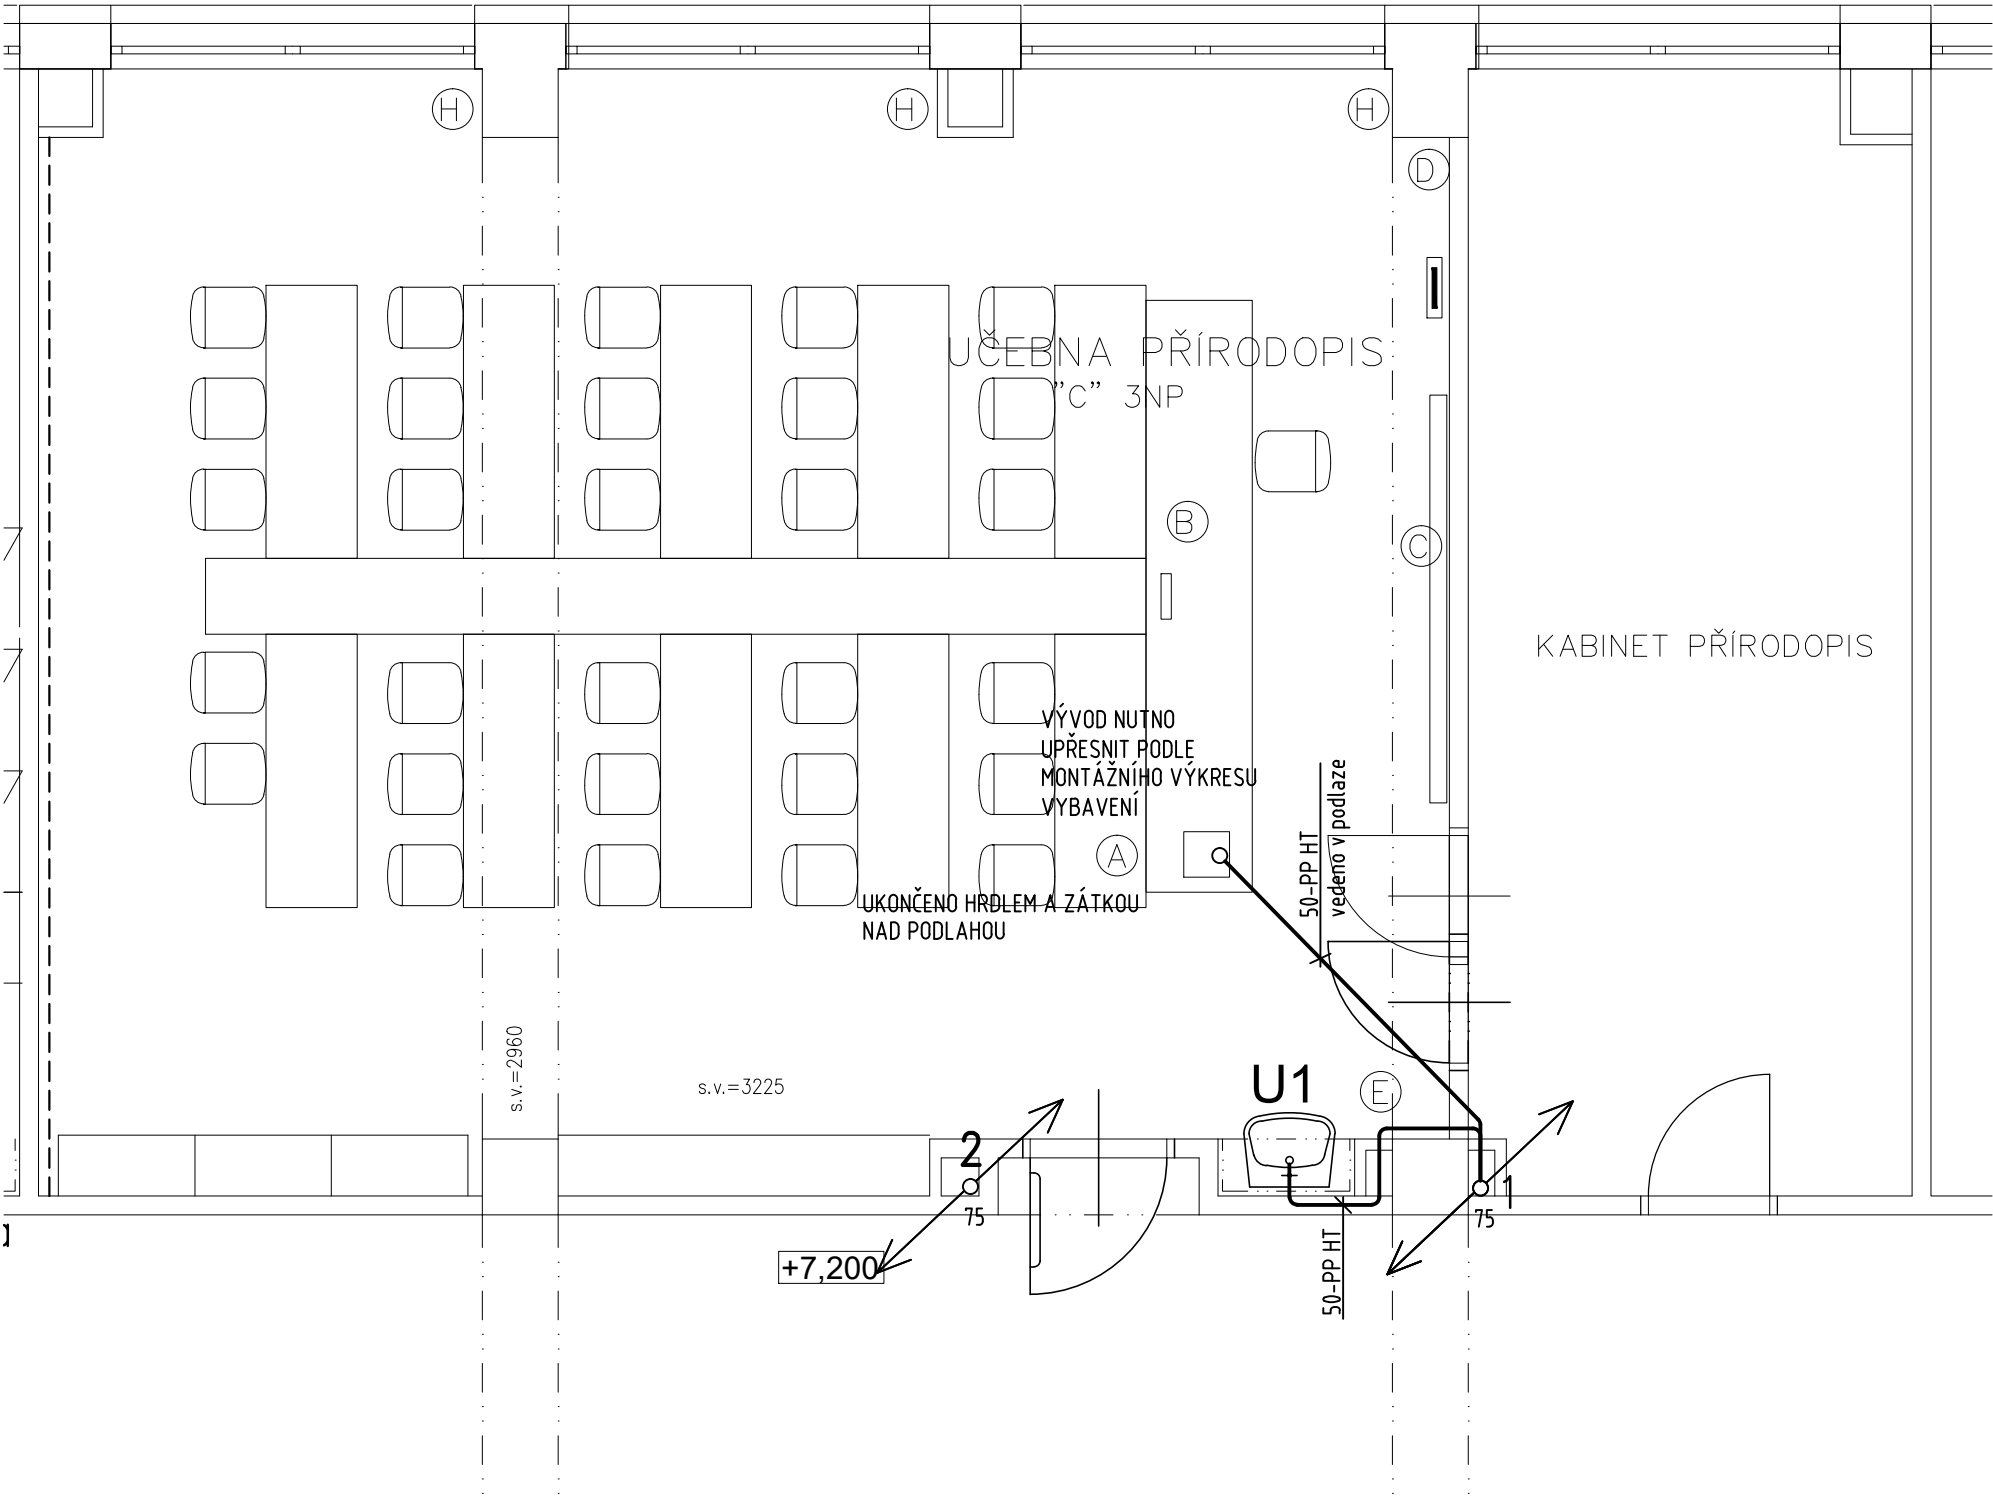 H
H
H
D
UČEBNA PŘÍRODOPIS
"C" 3NP
B
C
KABINET PŘÍRODOPIS
VÝVOD NUTNO
UPŘESNIT PODLE
MONTÁŽNÍHO VÝKRESU
VYBAVENÍ
50-PP HT
vedeno v podlaze
A
UKONČENO HRDLEM A ZÁTKOU
NAD PODLAHOU
s.v.=2960
s.v.=3225
U1
E
2
75
1
75
+7,200
50-PP HT